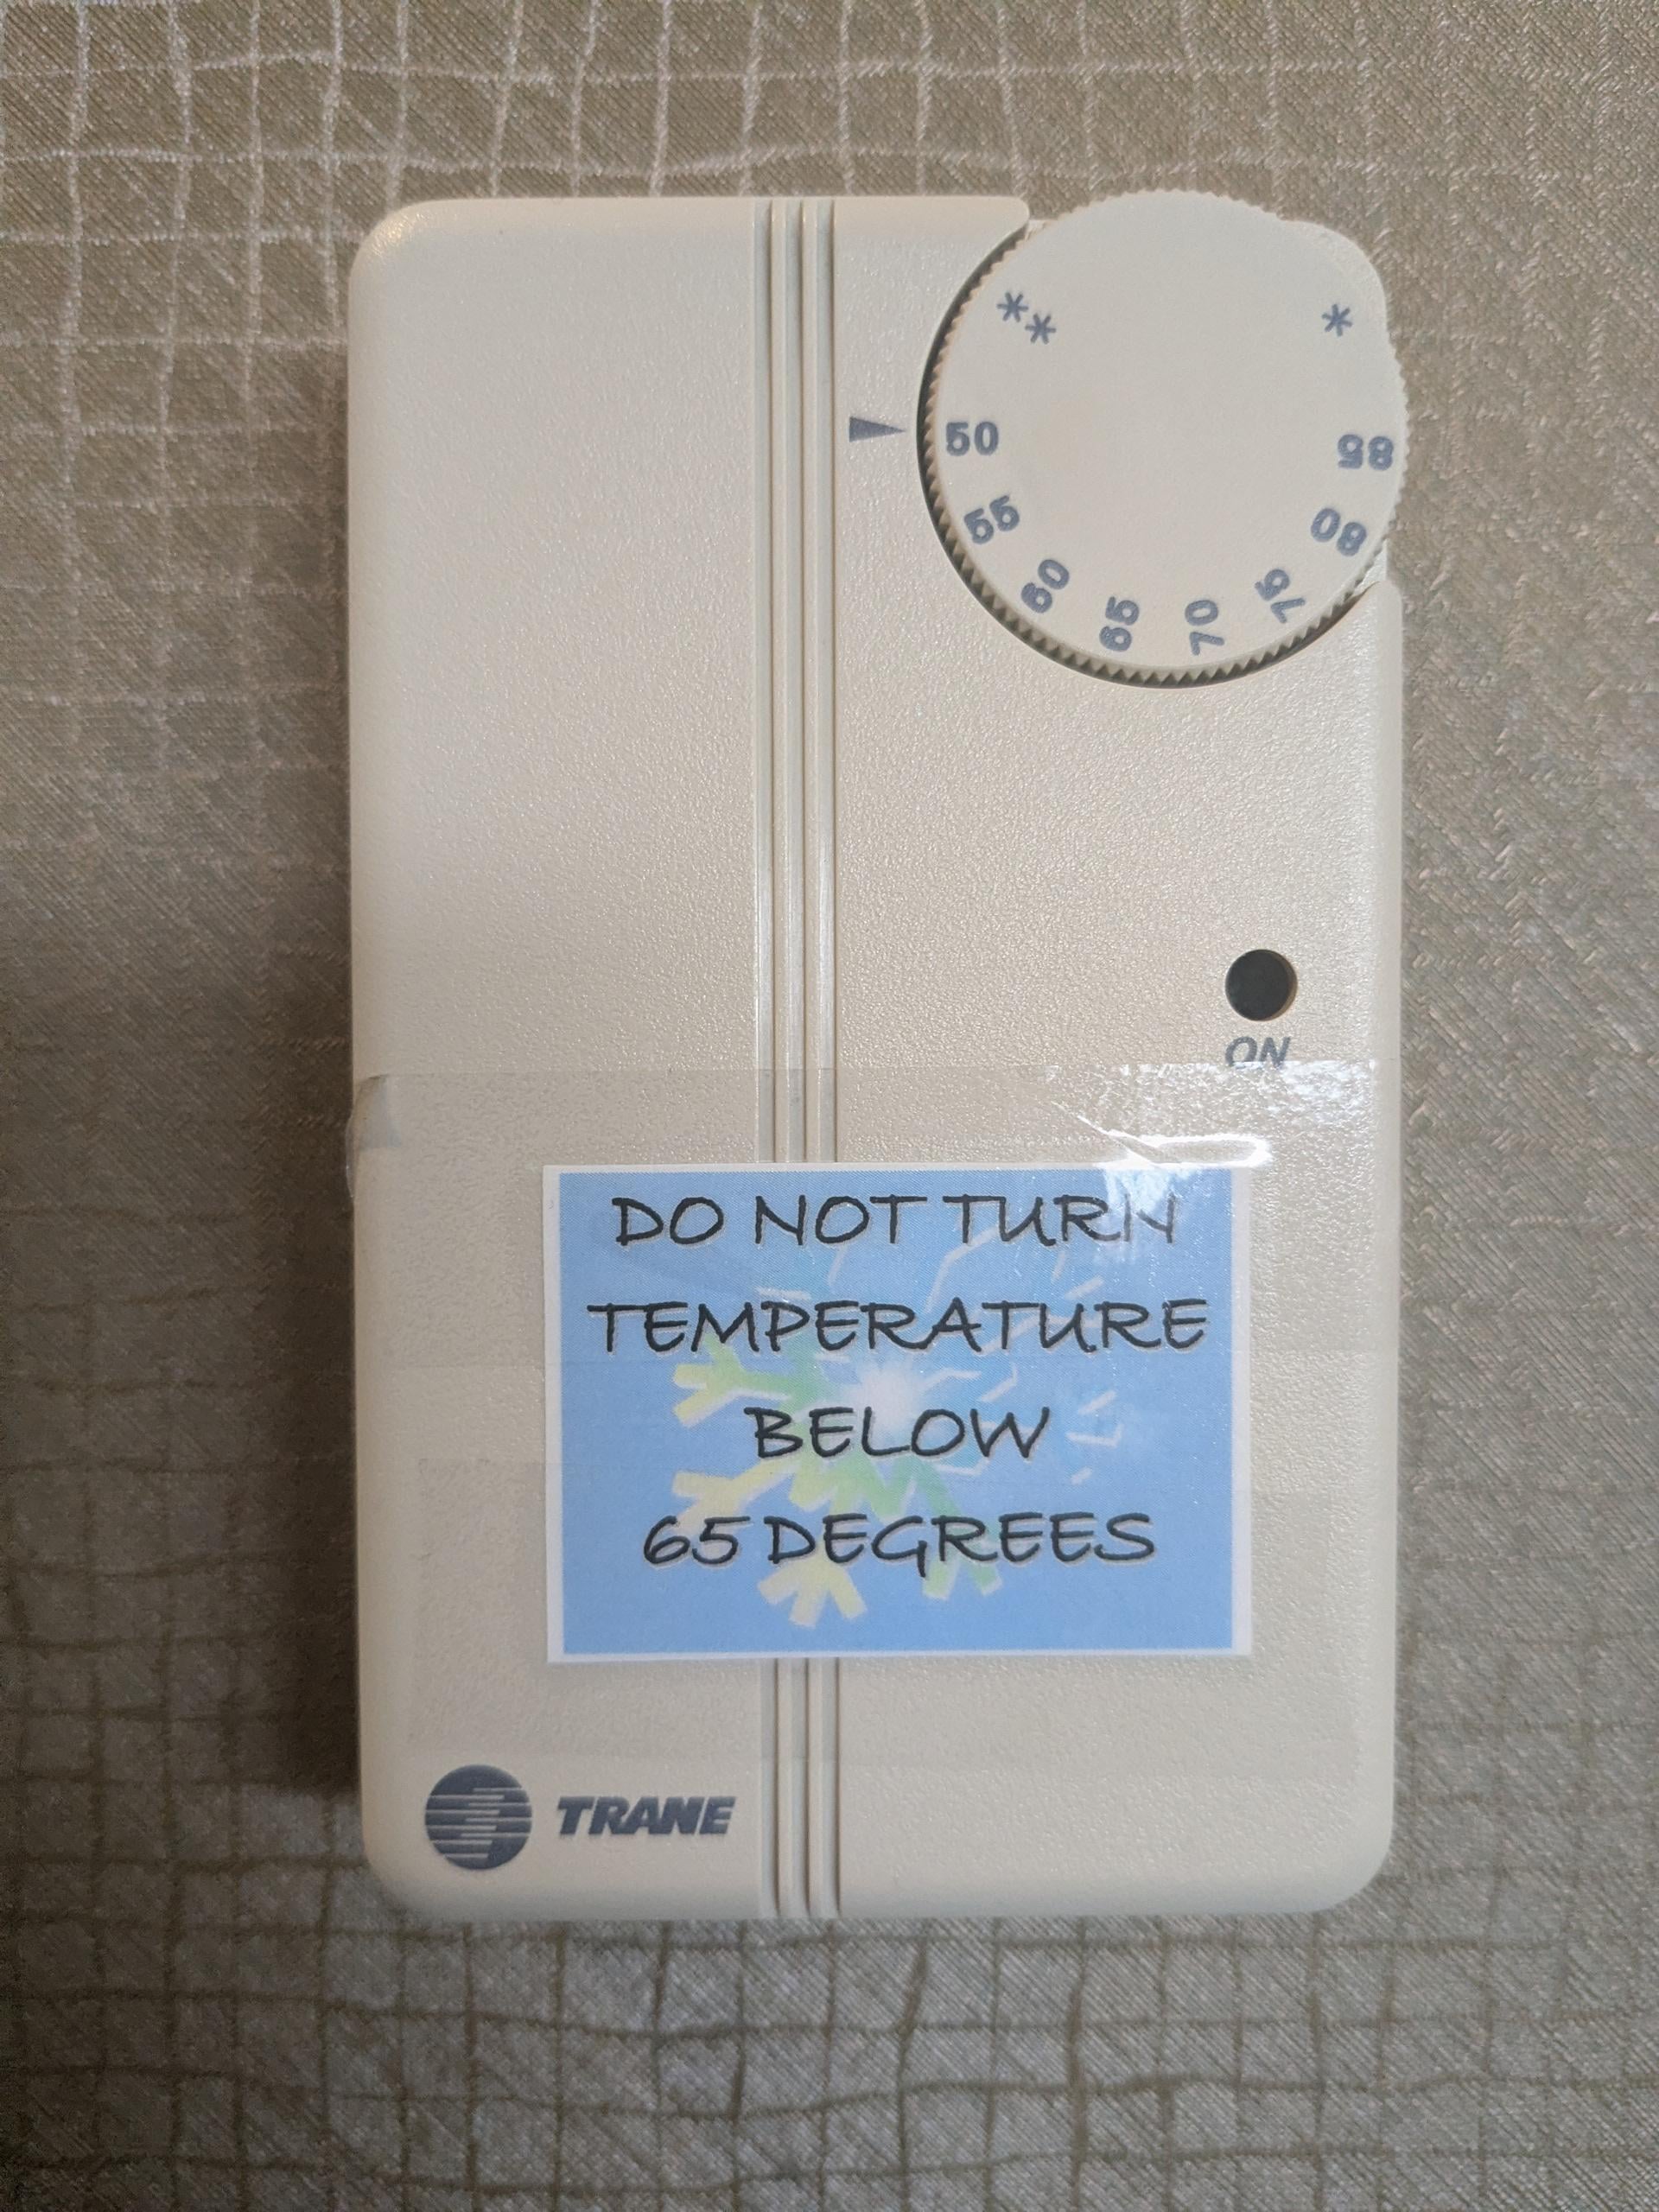 **
*
50
55
60
65
70
75
80
85
ON
DO NOT TURN
TEMPERATURE
BELOW
65 DEGREES
TRANE